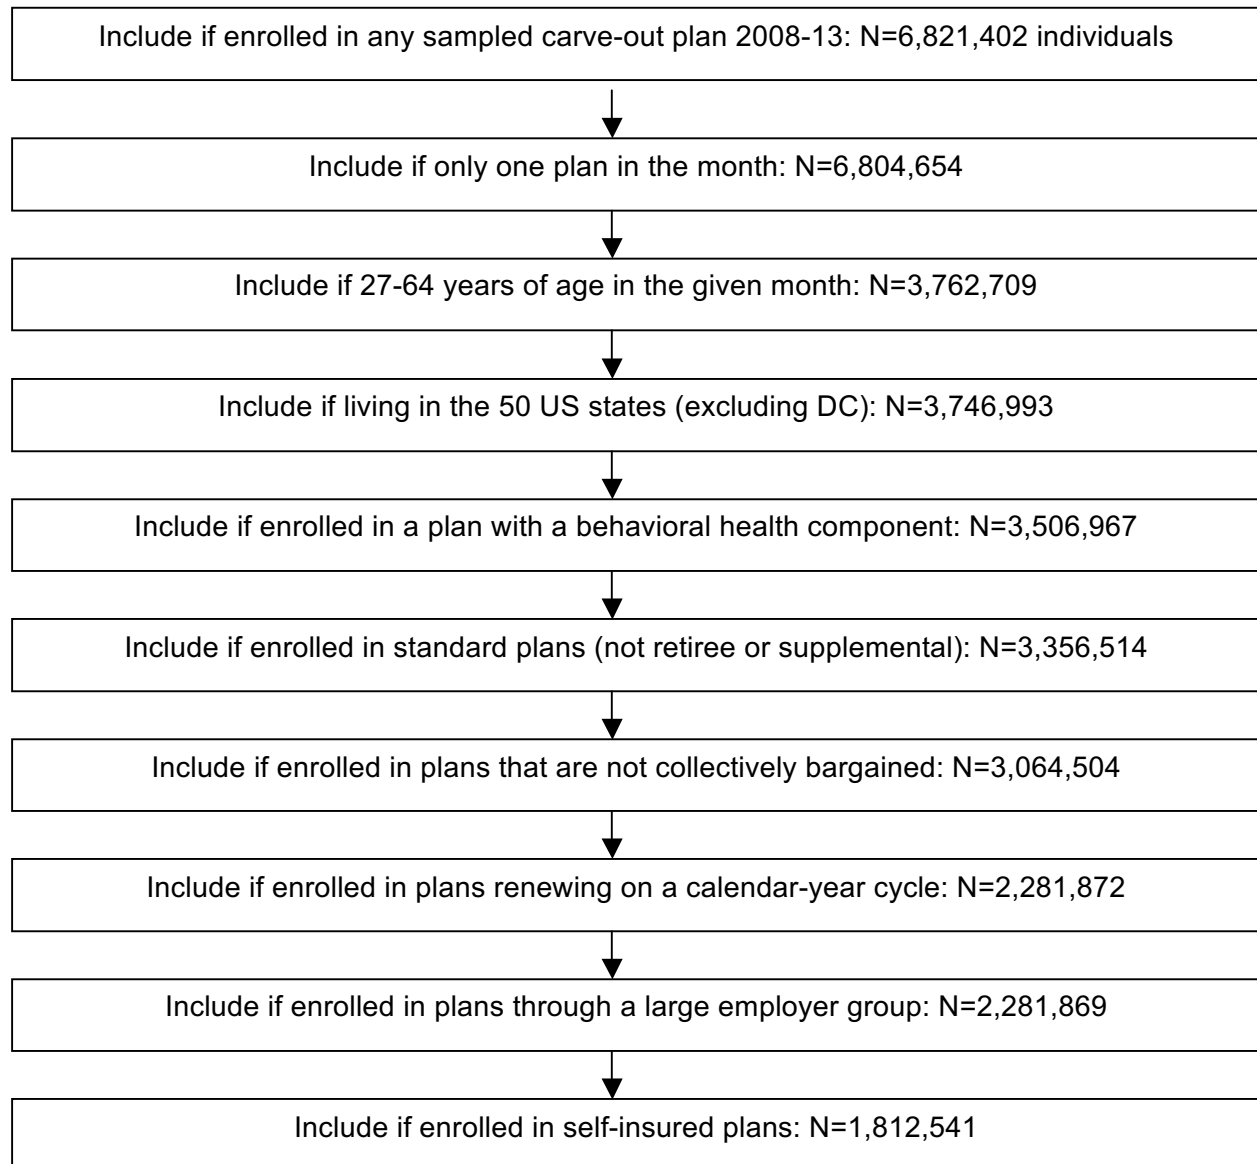 Include if enrolled in any sampled carve-out plan 2008-13: N=6,821,402 individuals
Include if only one plan in the month: N=6,804,654
Include if 27-64 years of age in the given month: N=3,762,709
Include if living in the 50 US states (excluding DC): N=3,746,993
Include if enrolled in a plan with a behavioral health component: N=3,506,967
Include if enrolled in standard plans (not retiree or supplemental): N=3,356,514
Include if enrolled in plans that are not collectively bargained: N=3,064,504
Include if enrolled in plans renewing on a calendar-year cycle: N=2,281,872
Include if enrolled in plans through a large employer group: N=2,281,869
Include if enrolled in self-insured plans: N=1,812,541